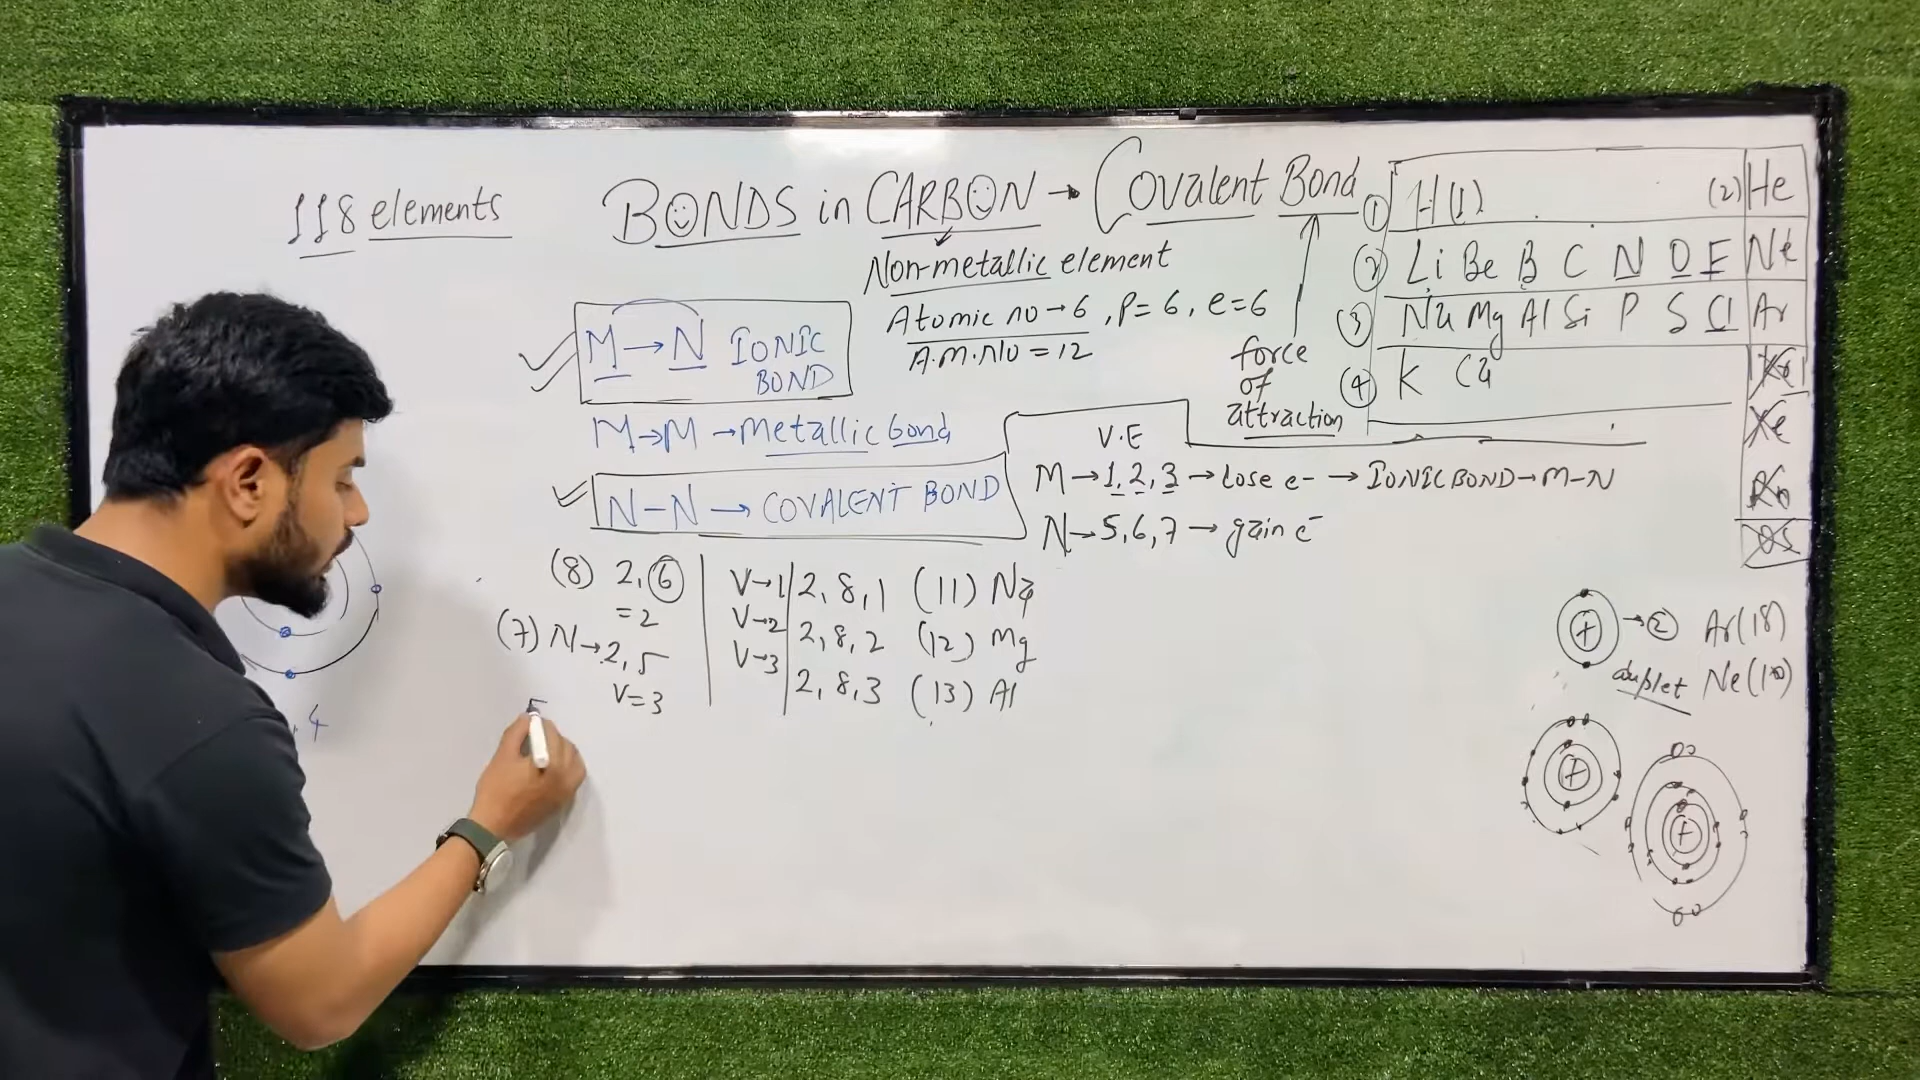 118 elements
BONDS in CARBON → Covalent Bond
Non-metallic element
Atomic no → 6, P = 6, e = 6
A.M.No = 12
M → N IONIC BOND
M → M → Metallic bond
N – N → COVALENT BOND
force
of
attraction
V.E
M → 1, 2, 3 → Lose e- → IONIC BOND → M – N
N → 5, 6, 7 → gain e-
(8) 2, 6
= 2
(7) N → 2, 5
V = 3
V → 1 2, 8, 1 (11) Na
V → 2 2, 8, 2 (12) Mg
V → 3 2, 8, 3 (13) Al
, 4
① H(1) (2) He
② Li Be B C N O F Ne
③ Na Mg Al Si P S Cl Ar
④ K Ca Kr
Xe
Rn
+ → ② Ar(18)
duplet Ne(10)
+
+